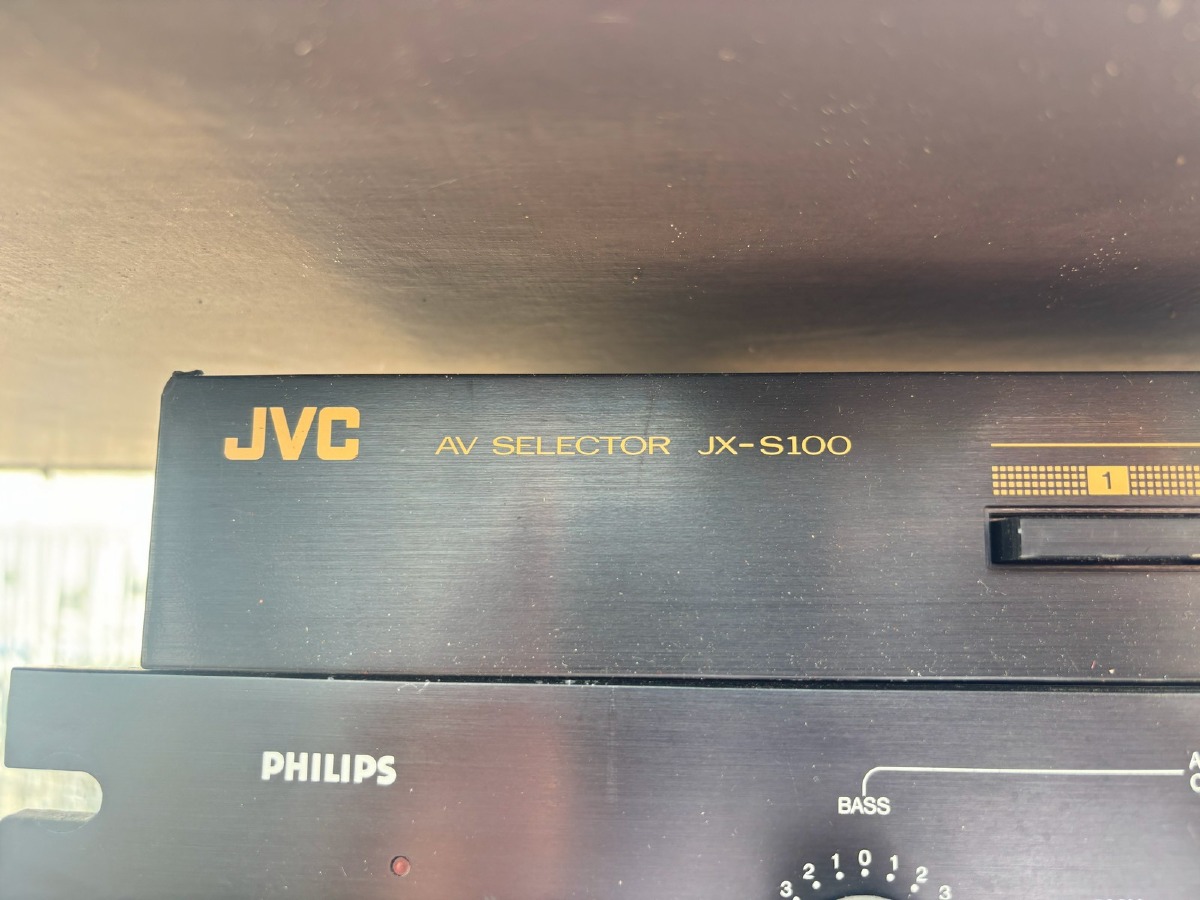 JVC AV SELECTOR JX-S100
1
PHILIPS
BASS
3 2 1 0 1 2 3